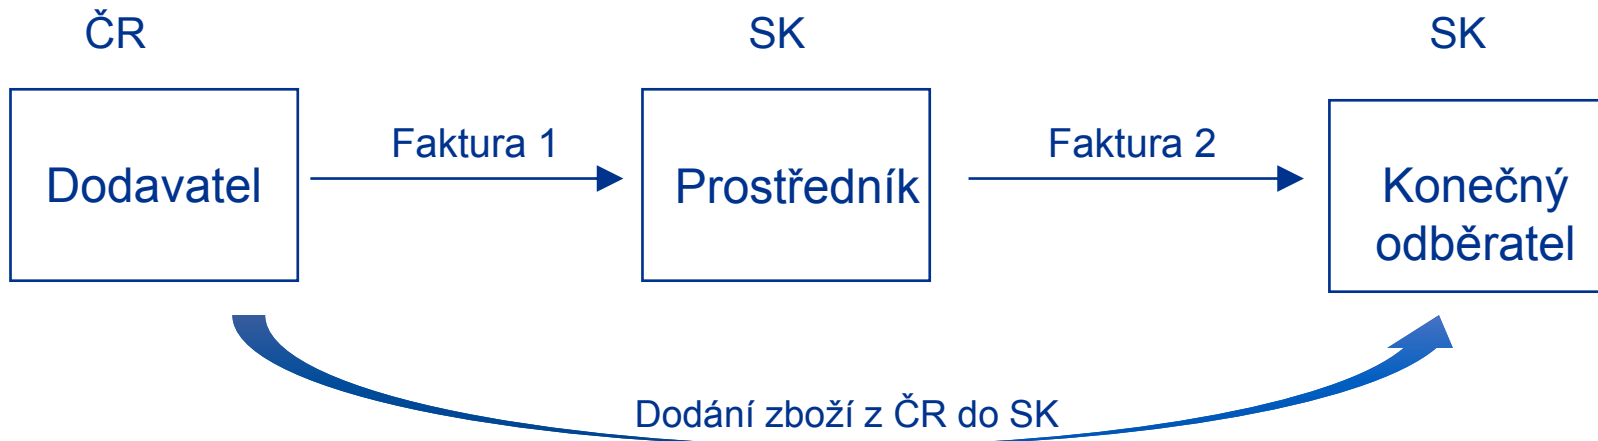 ČR
SK
SK
Dodavatel
Faktura 1
Prostředník
Faktura 2
Konečný
odběratel
Dodání zboží z ČR do SK